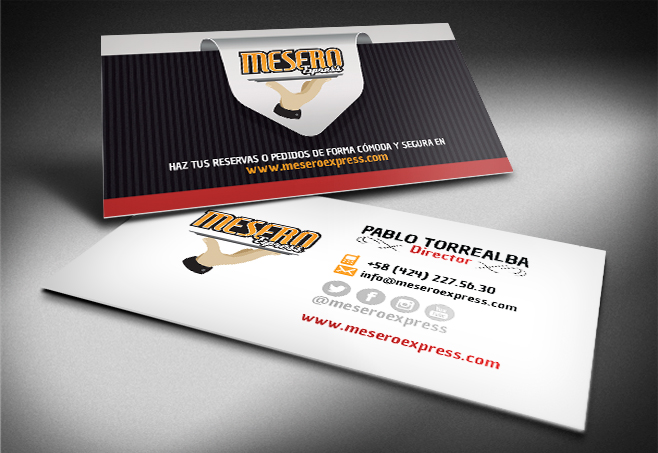 MESERO
Express
HAZ TUS RESERVAS O PEDIDOS DE FORMA CÓMODA Y SEGURA EN
www.meseroexpress.com
MESERO
Express
PABLO TORREALBA
Director
+58 (424) 227.56.30
info@meseroexpress.com
@meseroexpress
www.meseroexpress.com